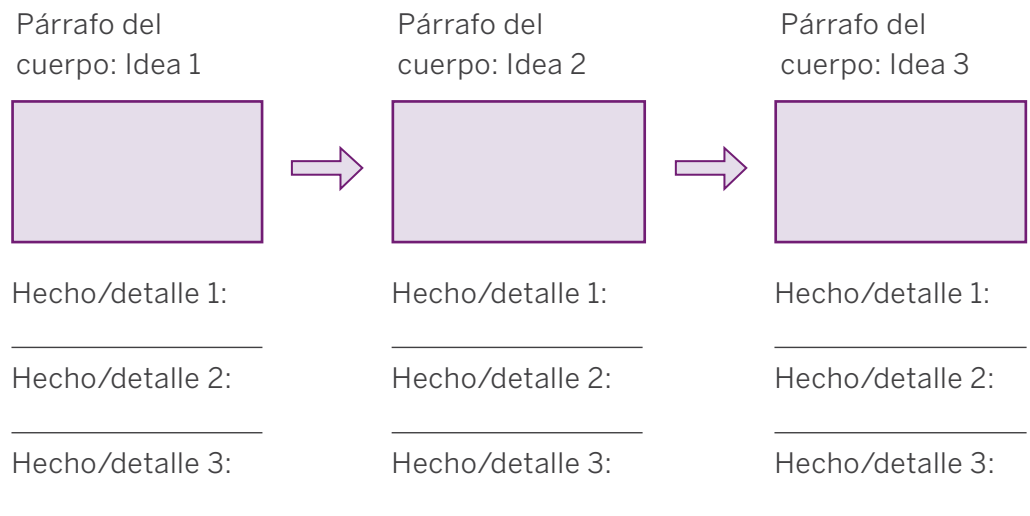 Párrafo del
cuerpo: Idea 1
Párrafo del
cuerpo: Idea 2
Párrafo del
cuerpo: Idea 3
Hecho/detalle 1:
Hecho/detalle 2:
Hecho/detalle 3:
Hecho/detalle 1:
Hecho/detalle 2:
Hecho/detalle 3:
Hecho/detalle 1:
Hecho/detalle 2:
Hecho/detalle 3: